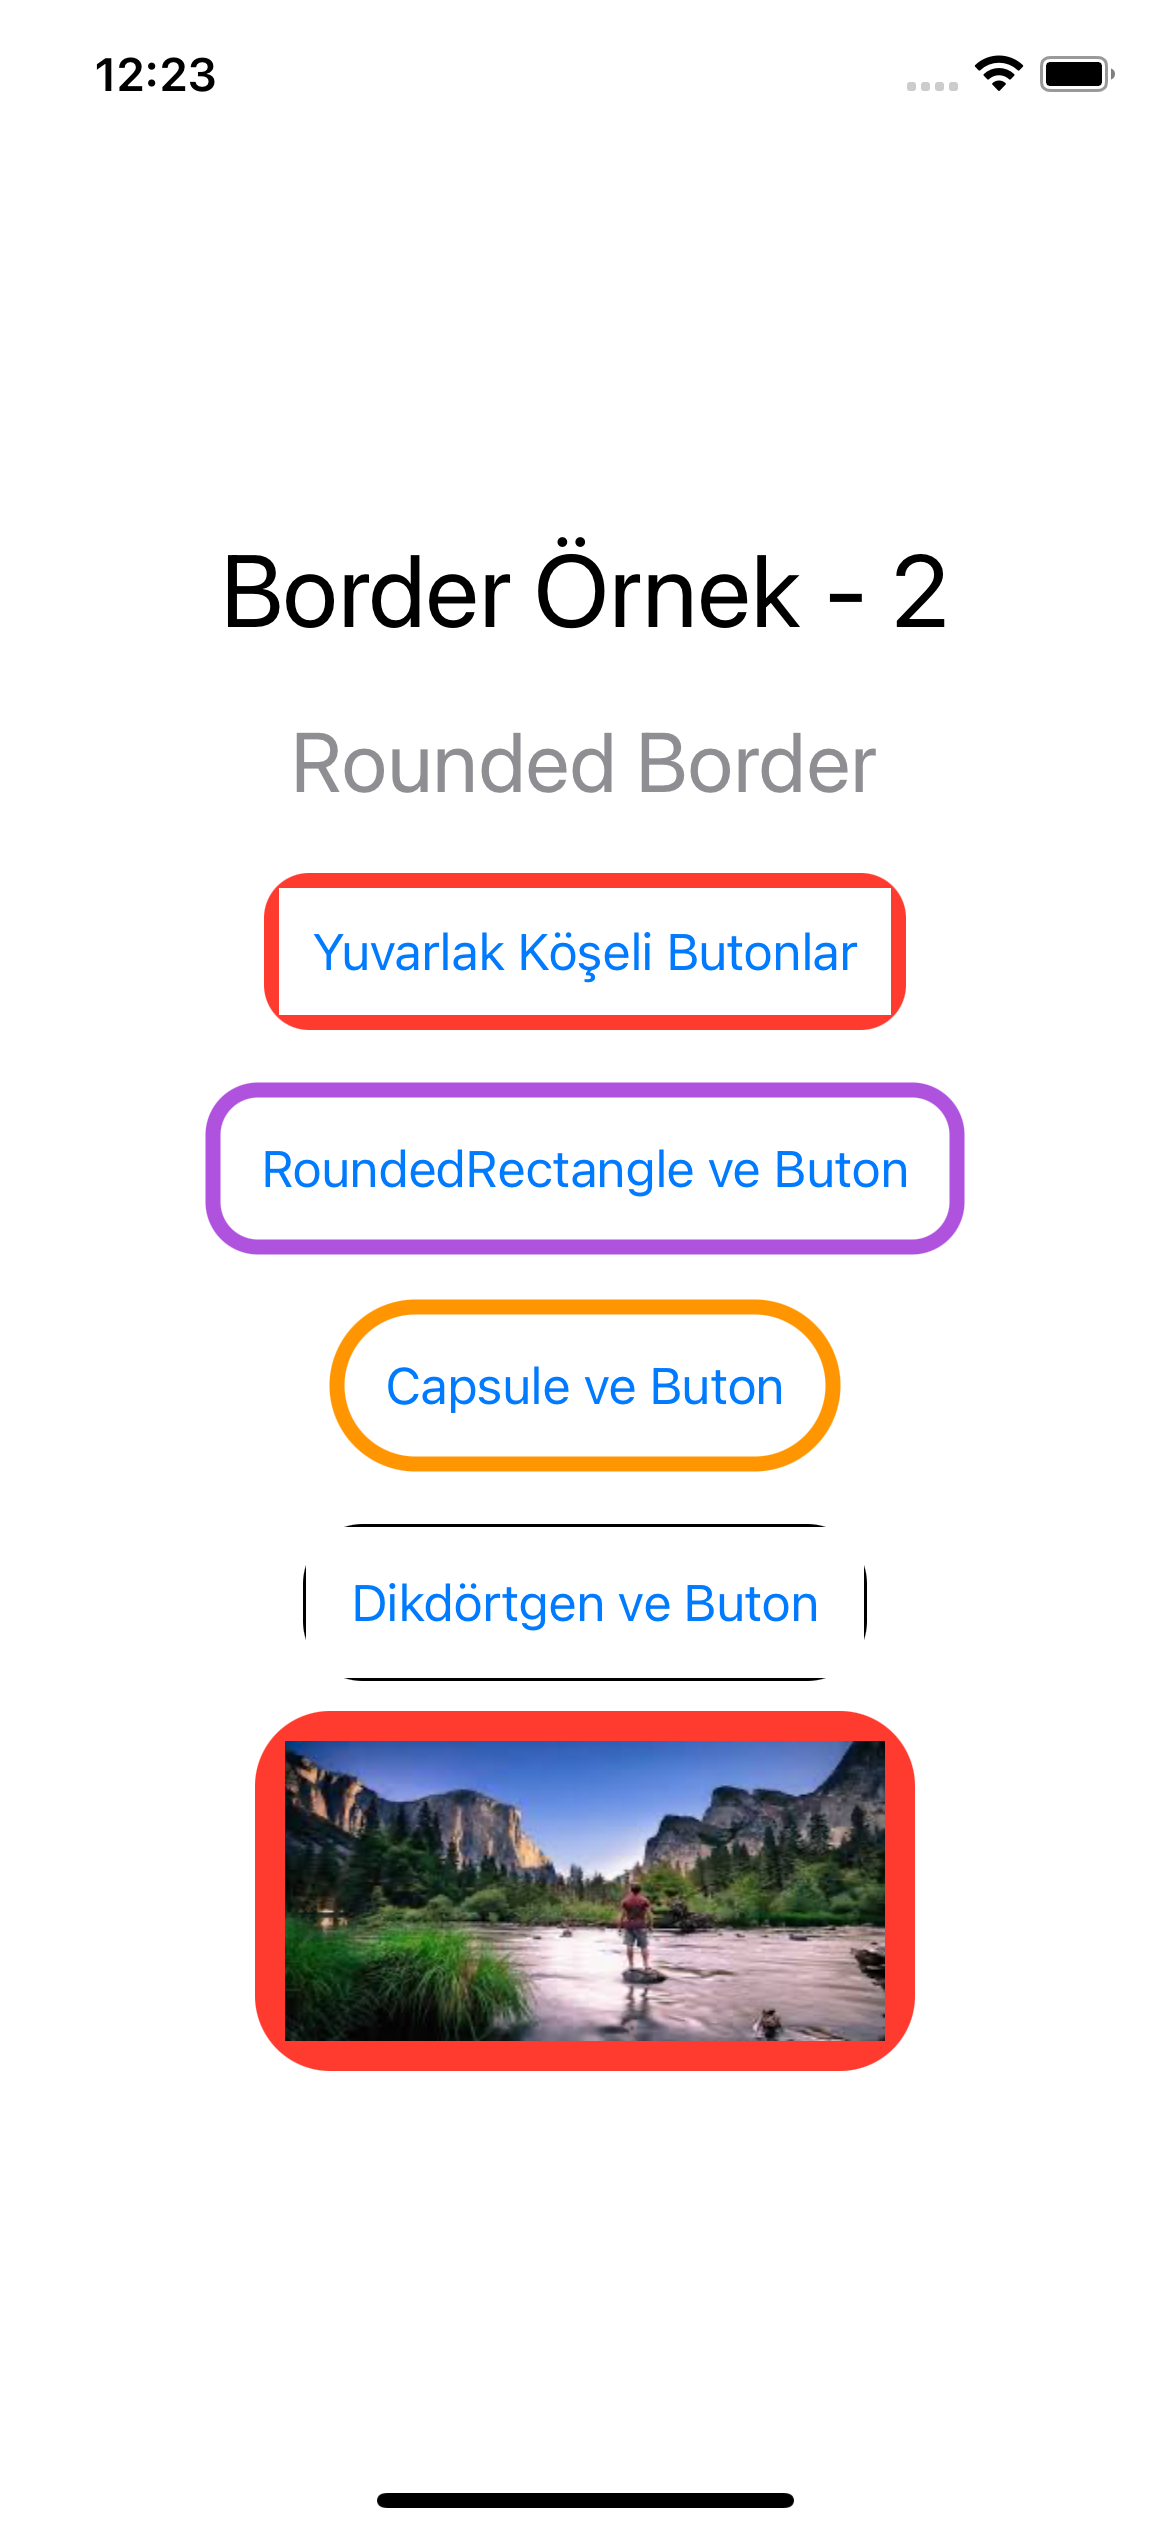 12:23
Border Örnek - 2
Rounded Border
Yuvarlak Köşeli Butonlar
RoundedRectangle ve Buton
Capsule ve Buton
Dikdörtgen ve Buton